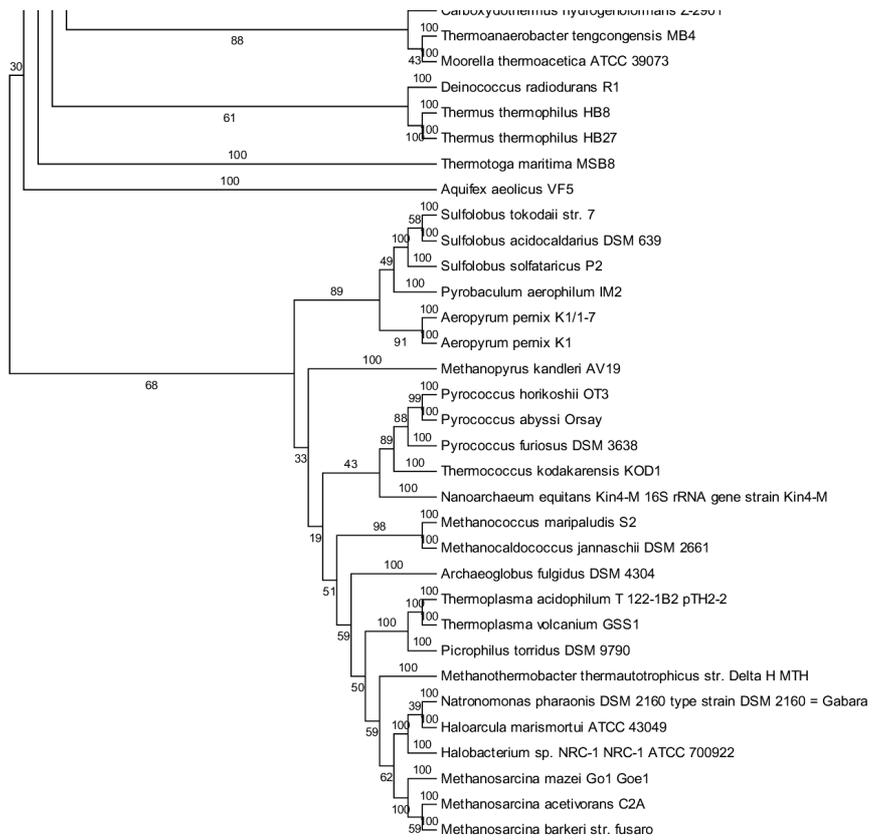 Carboxydothermus hydrogenoformans Z-2901
100
Thermoanaerobacter tengcongensis MB4
88
100
43
Moorella thermoacetica ATCC 39073
30
100
Deinococcus radiodurans R1
100
Thermus thermophilus HB8
61
100
100
Thermus thermophilus HB27
100
Thermotoga maritima MSB8
100
Aquifex aeolicus VF5
100
Sulfolobus tokodaii str. 7
58
100
100
Sulfolobus acidocaldarius DSM 639
49
100
Sulfolobus solfataricus P2
89
100
Pyrobaculum aerophilum IM2
100
Aeropyrum pernix K1/1-7
91
100
Aeropyrum pernix K1
100
Methanopyrus kandleri AV19
68
100
Pyrococcus horikoshii OT3
99
88
100
Pyrococcus abyssi Orsay
89
100
Pyrococcus furiosus DSM 3638
33
43
100
Thermococcus kodakarensis KOD1
100
Nanoarchaeum equitans Kin4-M 16S rRNA gene strain Kin4-M
100
Methanococcus maripaludis S2
19
98
100
Methanocaldococcus jannaschii DSM 2661
100
Archaeoglobus fulgidus DSM 4304
51
100
Thermoplasma acidophilum T 122-1B2 pTH2-2
100
100
Thermoplasma volcanium GSS1
59
100
100
Picrophilus torridus DSM 9790
100
Methanothermobacter thermautotrophicus str. Delta H MTH
50
100
Natronomonas pharaonis DSM 2160 type strain DSM 2160 = Gabara
39
100
100
Haloarcula marismortui ATCC 43049
59
100
Halobacterium sp. NRC-1 NRC-1 ATCC 700922
62
100
Methanosarcina mazei Go1 Goe1
100
100
Methanosarcina acetivorans C2A
59
100
Methanosarcina barkeri str. fusaro